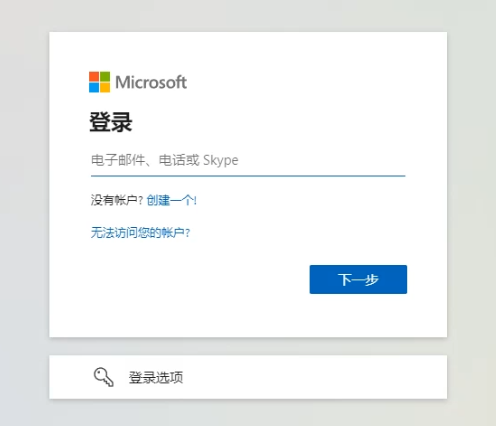 Microsoft
登录
电子邮件、电话或 Skype
没有帐户? 创建一个!
无法访问您的帐户?
下一步
登录选项